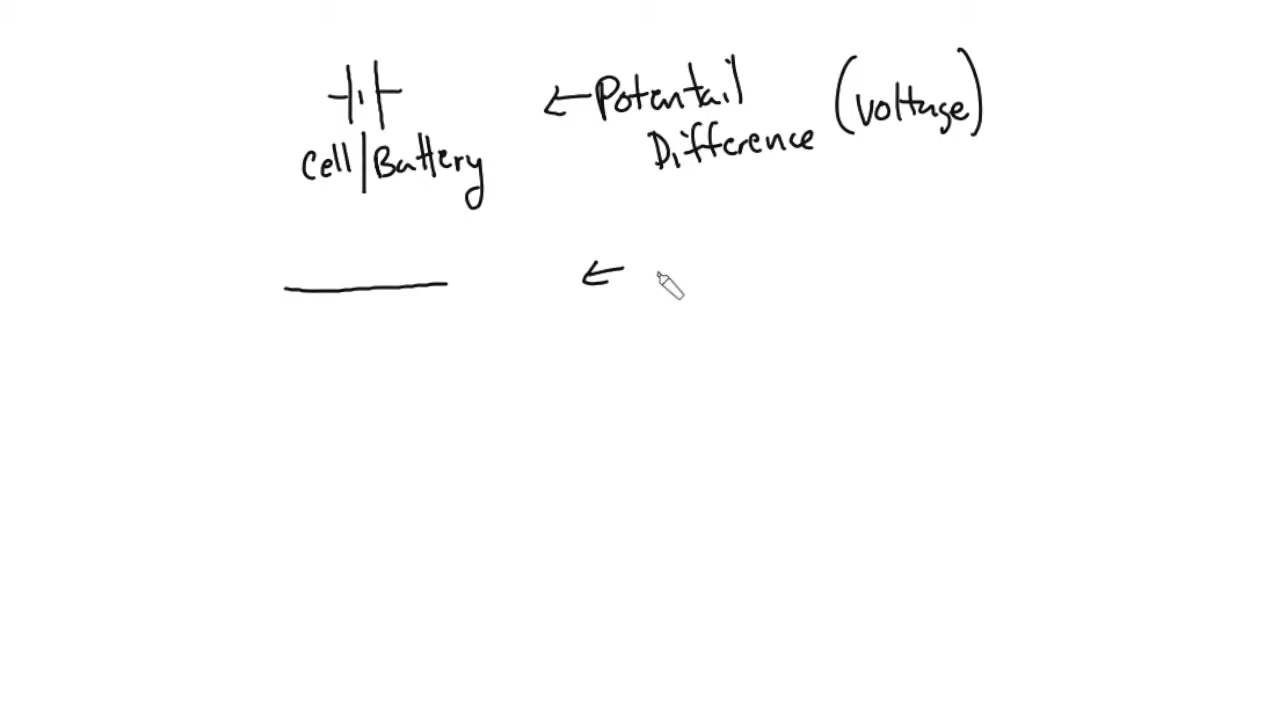 ← Potentail (Voltage)
Difference
Cell/Battery
←